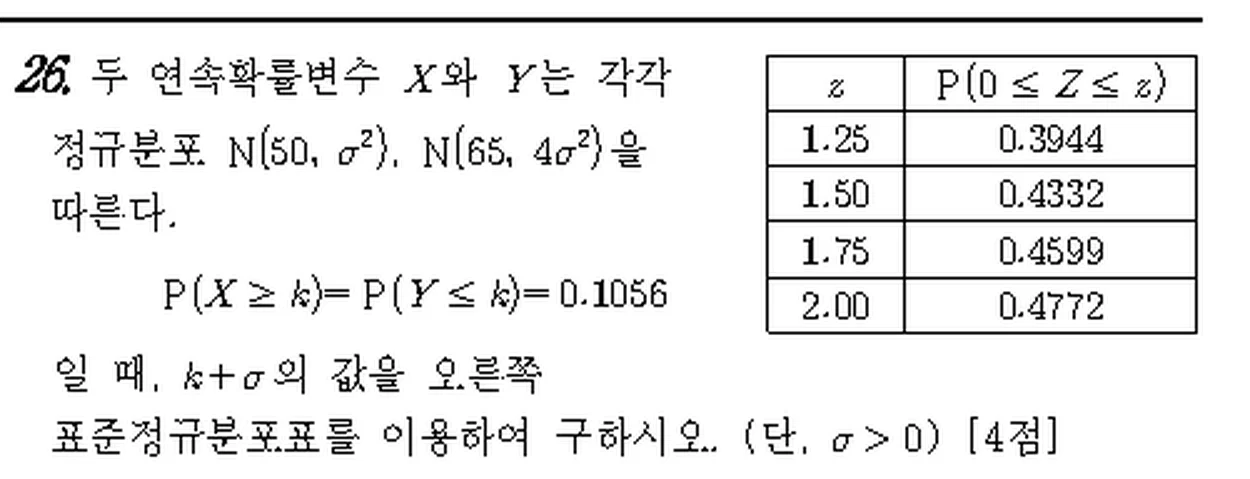 26. 두 연속확률변수 X와 Y는 각각
정규분포 N(50, σ²), N(65, 4σ²)을
따른다.
P(X ≥ k)= P(Y ≤ k)= 0.1056
일 때, k+σ의 값을 오른쪽
표준정규분포표를 이용하여 구하시오. (단, σ > 0) [4점]
z P(0 ≤ Z ≤ z)
1.25 0.3944
1.50 0.4332
1.75 0.4599
2.00 0.4772